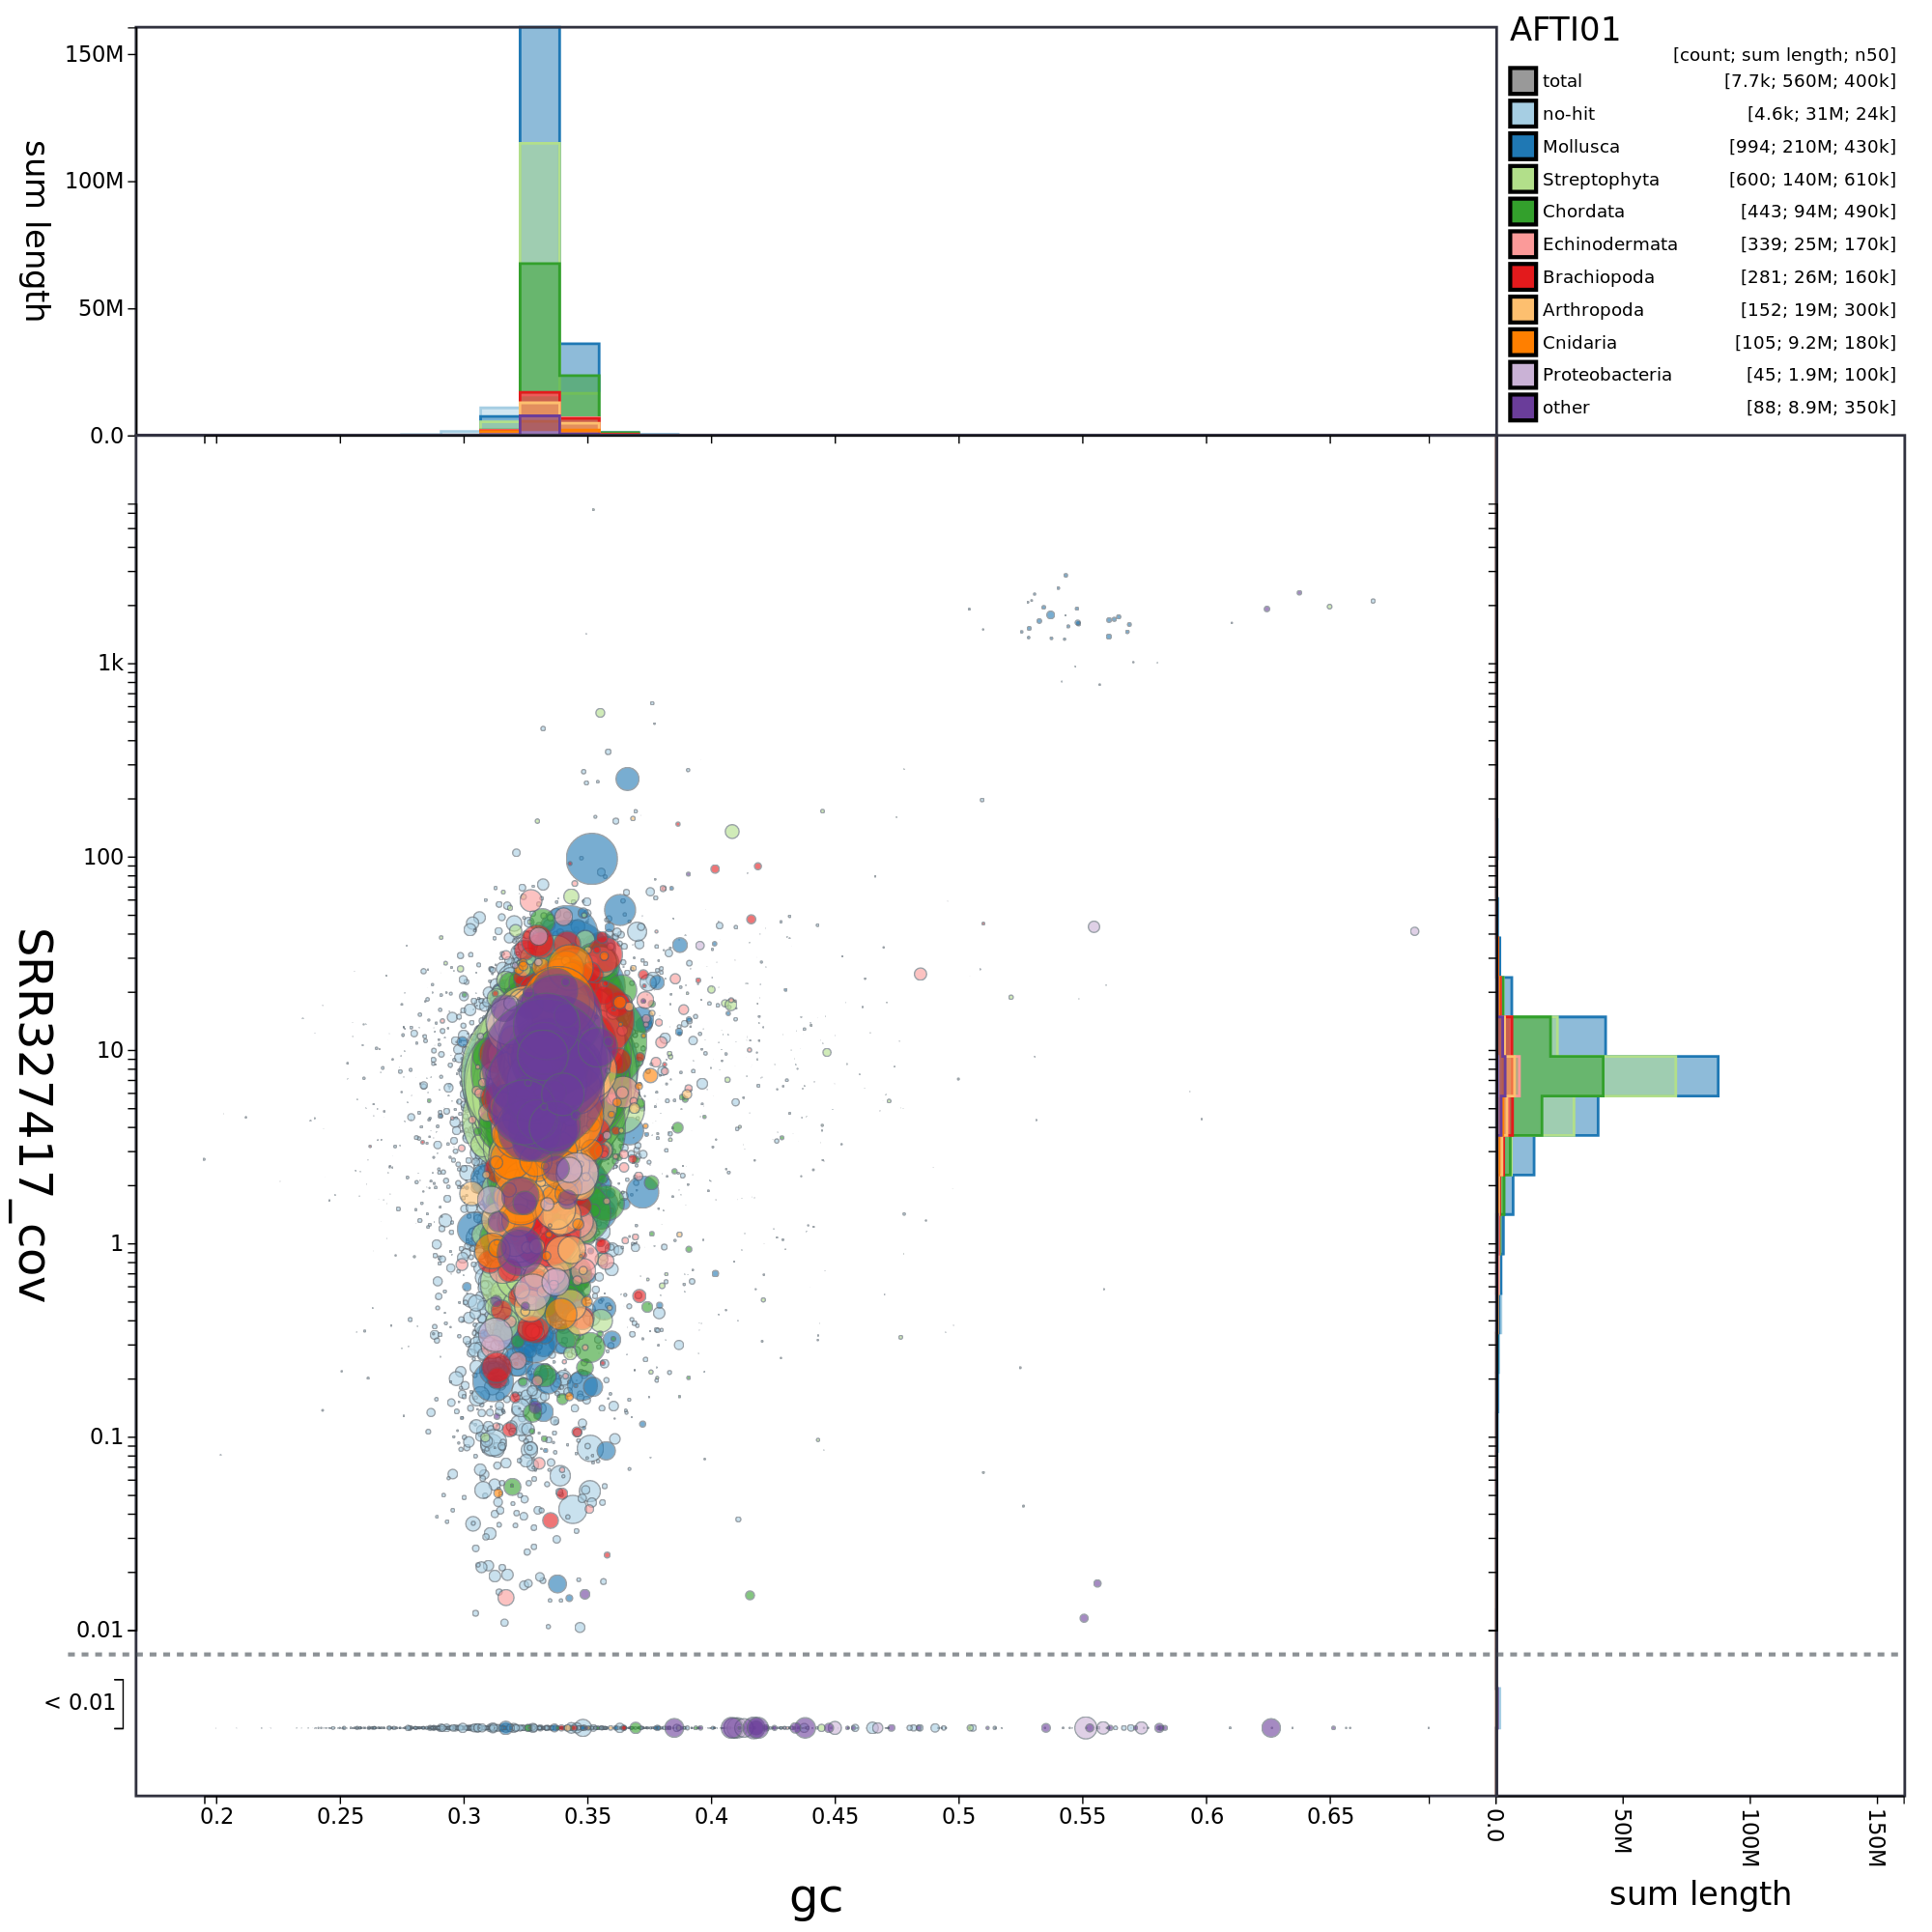 AFTI01
[count; sum length; n50]
total [7.7k; 560M; 400k]
no-hit [4.6k; 31M; 24k]
Mollusca [994; 210M; 430k]
Streptophyta [600; 140M; 610k]
Chordata [443; 94M; 490k]
Echinodermata [339; 25M; 170k]
Brachiopoda [281; 26M; 160k]
Arthropoda [152; 19M; 300k]
Cnidaria [105; 9.2M; 180k]
Proteobacteria [45; 1.9M; 100k]
other [88; 8.9M; 350k]
sum length
150M
100M
50M
0.0
SRR327417_cov
1k
100
10
1
0.1
0.01
< 0.01
0.2 0.25 0.3 0.35 0.4 0.45 0.5 0.55 0.6 0.65
gc
0.0 50M 100M 150M
sum length